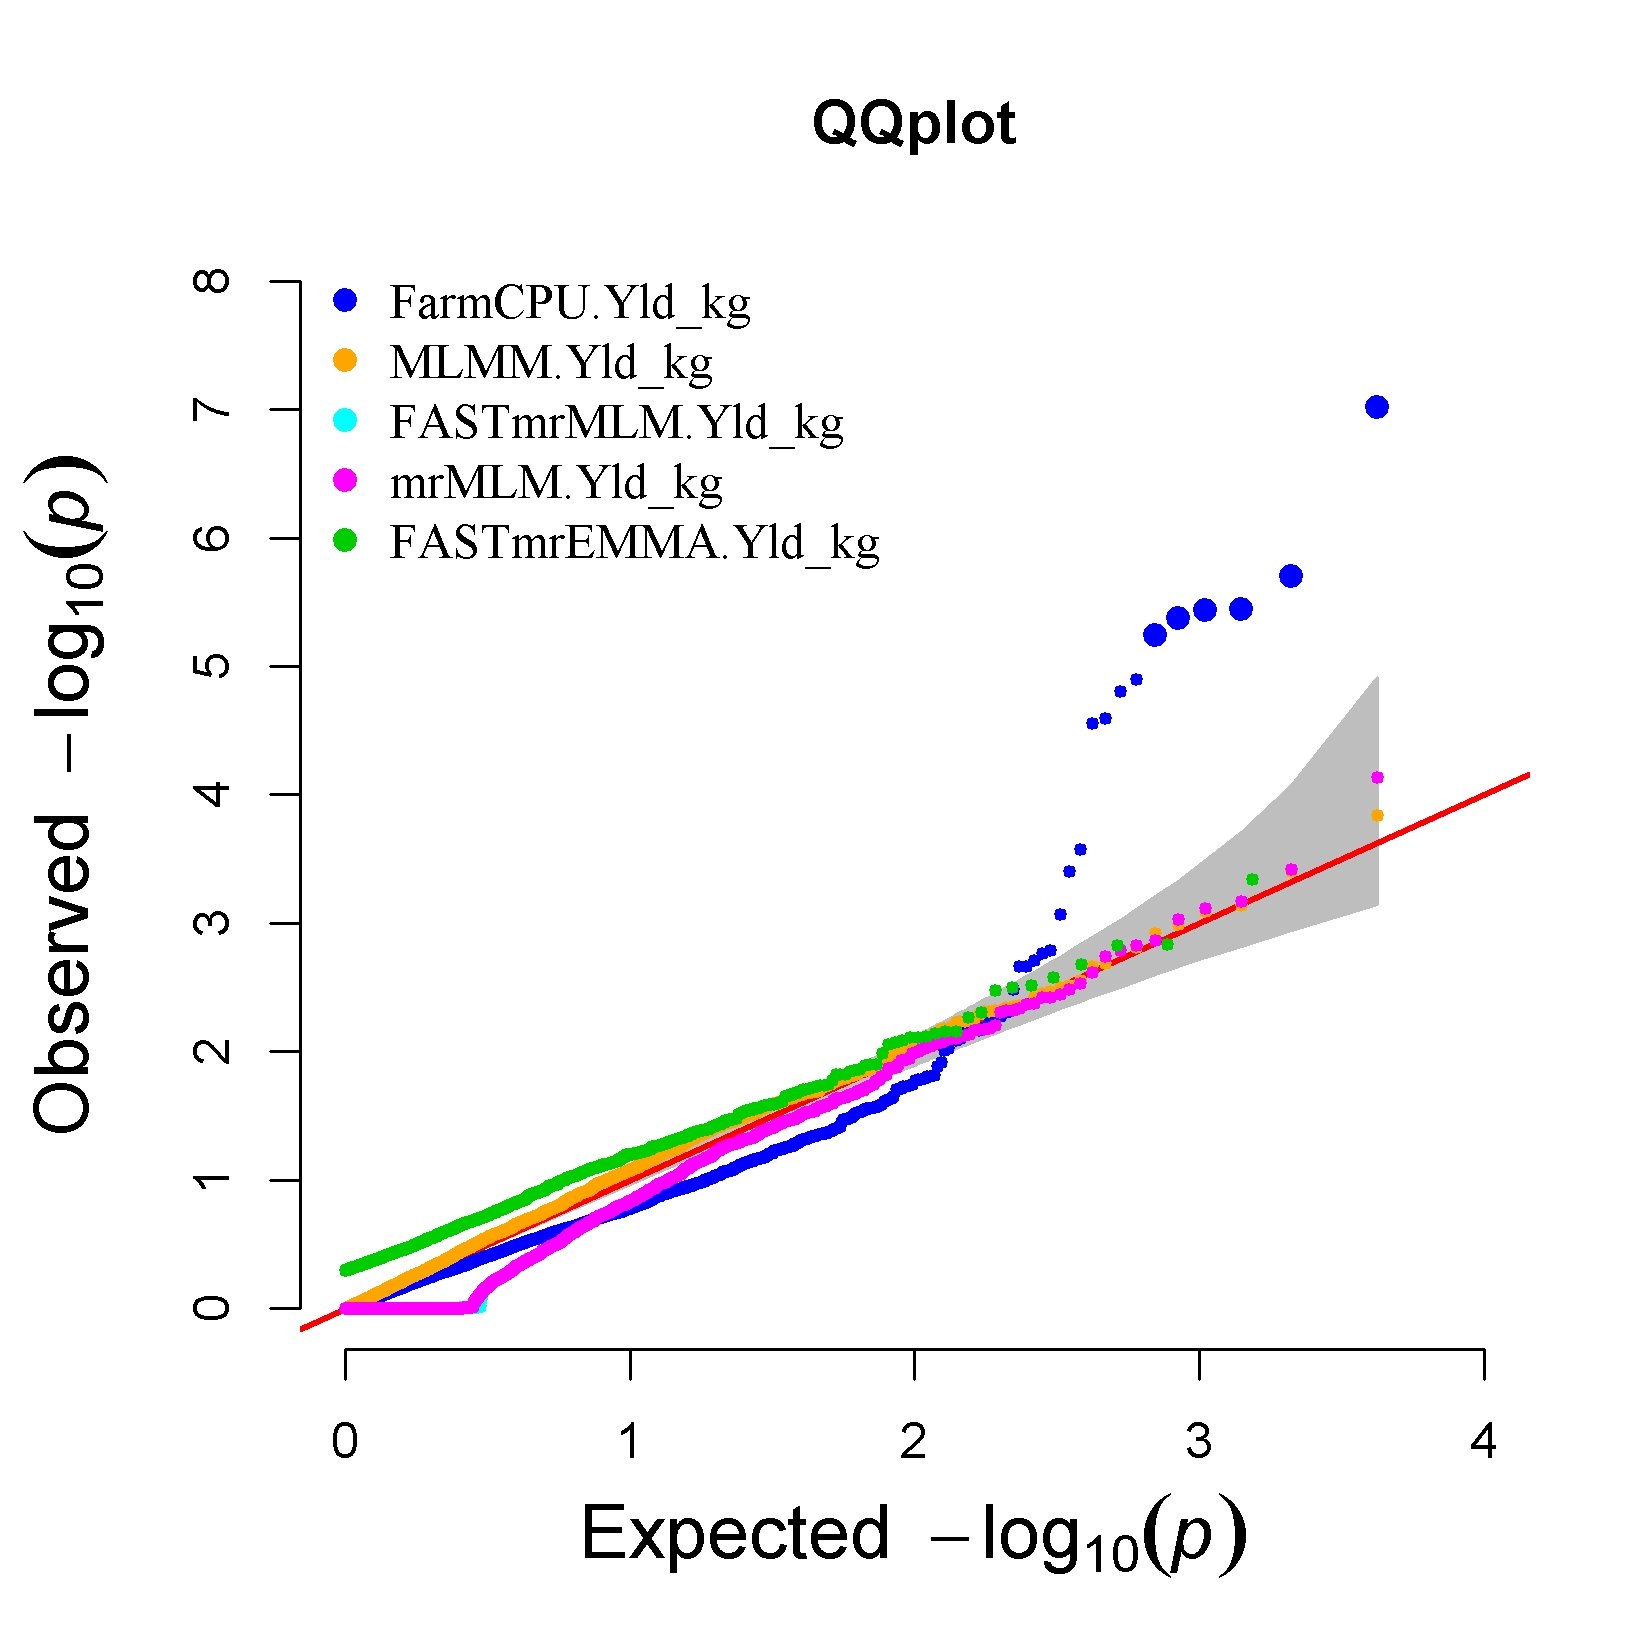 QQplot
FarmCPU.Yld_kg
MLMM.Yld_kg
FASTmrMLM.Yld_kg
mrMLM.Yld_kg
FASTmrEMMA.Yld_kg
Observed −log10(p)
8
7
6
5
4
3
2
1
0
0 1 2 3 4
Expected −log10(p)